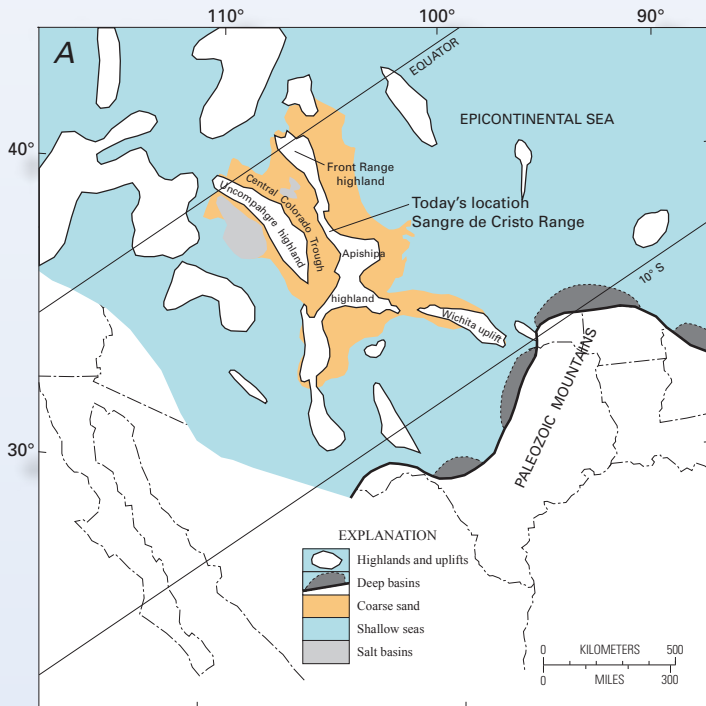 110°
100°
90°
A
EQUATOR
EPICONTINENTAL SEA
40°
Front Range
highland
Central Colorado Trough
Uncompahgre highland
Today's location
Sangre de Cristo Range
Apishipa
highland
10° S
Wichita uplift
PALEOZOIC MOUNTAINS
30°
EXPLANATION
Highlands and uplifts
Deep basins
Coarse sand
Shallow seas
Salt basins
0 KILOMETERS 500
0 MILES 300